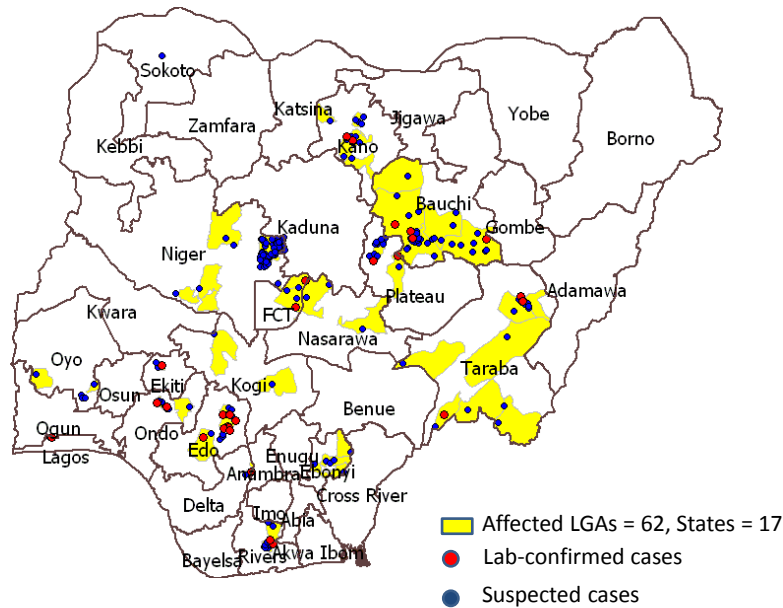 Sokoto
Katsina
Jigawa
Yobe
Zamfara
Borno
Kebbi
Kano
Bauchi
Kaduna
Gombe
Niger
Adamawa
Plateau
FCT
Kwara
Nasarawa
Oyo
Taraba
Ekiti
Osun
Kogi
Benue
Ogun
Ondo
Edo
Enugu
Lagos
Anambra
Ebonyi
Cross River
Delta
Imo
Abia
Bayelsa
Rivers
Akwa Ibom
Affected LGAs = 62, States = 17
Lab-confirmed cases
Suspected cases